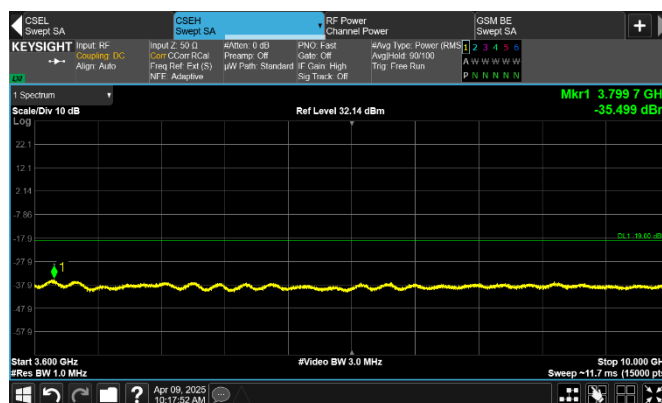 CSEL
Swept SA
CSEH
Swept SA
RF Power
Channel Power
GSM BE
Swept SA
+
KEYSIGHT
Input: RF
Coupling: DC
Align: Auto
Input Z: 50 Ω
Corr CCorr RCal
Freq Ref: Ext (S)
NFE: Adaptive
#Atten: 0 dB
Preamp: Off
µW Path: Standard
PNO: Fast
Gate: Off
IF Gain: High
Sig Track: Off
#Avg Type: Power (RMS
Avg|Hold: 90/100
Trig: Free Run
1 2 3 4 5 6
A W W W W W
P N N N N N
LXI
1 Spectrum
Scale/Div 10 dB
Ref Level 32.14 dBm
Mkr1 3.799 7 GH
-35.499 dBr
Log
22.1
12.1
2.14
-7.86
-17.9
DL1 -19.00 dB
-27.9
1
-37.9
-47.9
-57.9
Start 3.600 GHz
#Video BW 3.0 MHz
Stop 10.000 GH
#Res BW 1.0 MHz
Sweep ~11.7 ms (15000 pts
?
Apr 09, 2025
10:17:52 AM